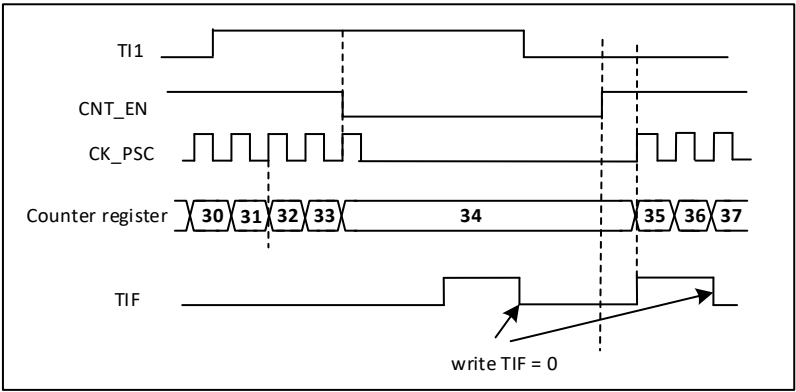 TI1
CNT_EN
CK_PSC
Counter register 30 31 32 33 34 35 36 37
TIF
write TIF = 0